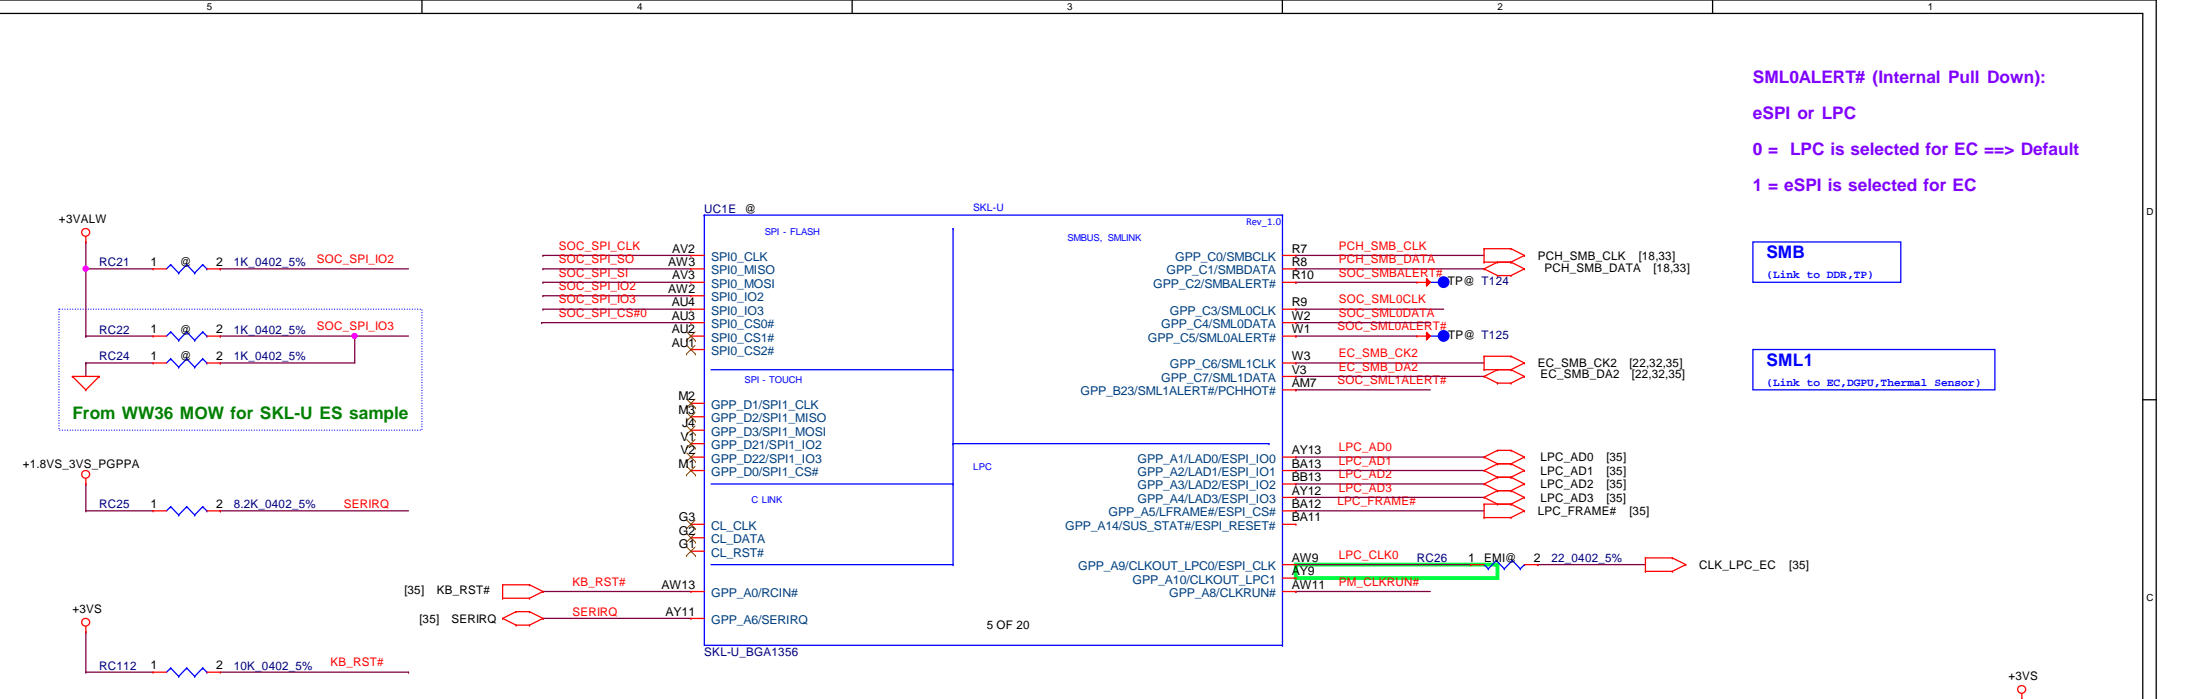 5
4
3
2
1
SML0ALERT# (Internal Pull Down):
eSPI or LPC
0 =  LPC is selected for EC ==> Default
1 = eSPI is selected for EC
D
+3VALW
RC21 1 @ 2 1K_0402_5% SOC_SPI_IO2
RC22 1 @ 2 1K_0402_5% SOC_SPI_IO3
RC24 1 @ 2 1K_0402_5%
From WW36 MOW for SKL-U ES sample
+1.8VS_3VS_PGPPA
RC25 1 2 8.2K_0402_5% SERIRQ
+3VS
RC112 1 2 10K_0402_5% KB_RST#
UC1E @
SKL-U
Rev_1.0
SPI - FLASH
SOC_SPI_CLK AV2 SPI0_CLK
SOC_SPI_SO AW3 SPI0_MISO
SOC_SPI_SI AV3 SPI0_MOSI
SOC_SPI_IO2 AW2 SPI0_IO2
SOC_SPI_IO3 AU4 SPI0_IO3
SOC_SPI_CS#0 AU3 SPI0_CS0#
AU2 SPI0_CS1#
AU1 SPI0_CS2#
SPI - TOUCH
M2 GPP_D1/SPI1_CLK
M3 GPP_D2/SPI1_MISO
J4 GPP_D3/SPI1_MOSI
V1 GPP_D21/SPI1_IO2
V2 GPP_D22/SPI1_IO3
M1 GPP_D0/SPI1_CS#
C LINK
G3 CL_CLK
G2 CL_DATA
G1 CL_RST#
[35] KB_RST# KB_RST# AW13 GPP_A0/RCIN#
[35] SERIRQ SERIRQ AY11 GPP_A6/SERIRQ
5 OF 20
SKL-U_BGA1356
SMBUS, SMLINK
GPP_C0/SMBCLK R7 PCH_SMB_CLK PCH_SMB_CLK [18,33]
GPP_C1/SMBDATA R8 PCH_SMB_DATA PCH_SMB_DATA [18,33]
GPP_C2/SMBALERT# R10 SOC_SMBALERT# TP@ T124
GPP_C3/SML0CLK R9 SOC_SML0CLK
GPP_C4/SML0DATA W2 SOC_SML0DATA
GPP_C5/SML0ALERT# W1 SOC_SML0ALERT# TP@ T125
GPP_C6/SML1CLK W3 EC_SMB_CK2 EC_SMB_CK2 [22,32,35]
GPP_C7/SML1DATA V3 EC_SMB_DA2 EC_SMB_DA2 [22,32,35]
GPP_B23/SML1ALERT#/PCHHOT# AM7 SOC_SML1ALERT#
SMB
(Link to DDR,TP)
SML1
(Link to EC,DGPU,Thermal Sensor)
LPC
GPP_A1/LAD0/ESPI_IO0 AY13 LPC_AD0 LPC_AD0 [35]
GPP_A2/LAD1/ESPI_IO1 BA13 LPC_AD1 LPC_AD1 [35]
GPP_A3/LAD2/ESPI_IO2 BB13 LPC_AD2 LPC_AD2 [35]
GPP_A4/LAD3/ESPI_IO3 AY12 LPC_AD3 LPC_AD3 [35]
GPP_A5/LFRAME#/ESPI_CS# BA12 LPC_FRAME# LPC_FRAME# [35]
GPP_A14/SUS_STAT#/ESPI_RESET# BA11
GPP_A9/CLKOUT_LPC0/ESPI_CLK AW9 LPC_CLK0 RC26 1 EMI@ 2 22_0402_5% CLK_LPC_EC [35]
GPP_A10/CLKOUT_LPC1 AY9
GPP_A8/CLKRUN# AW11 PM_CLKRUN#
C
+3VS